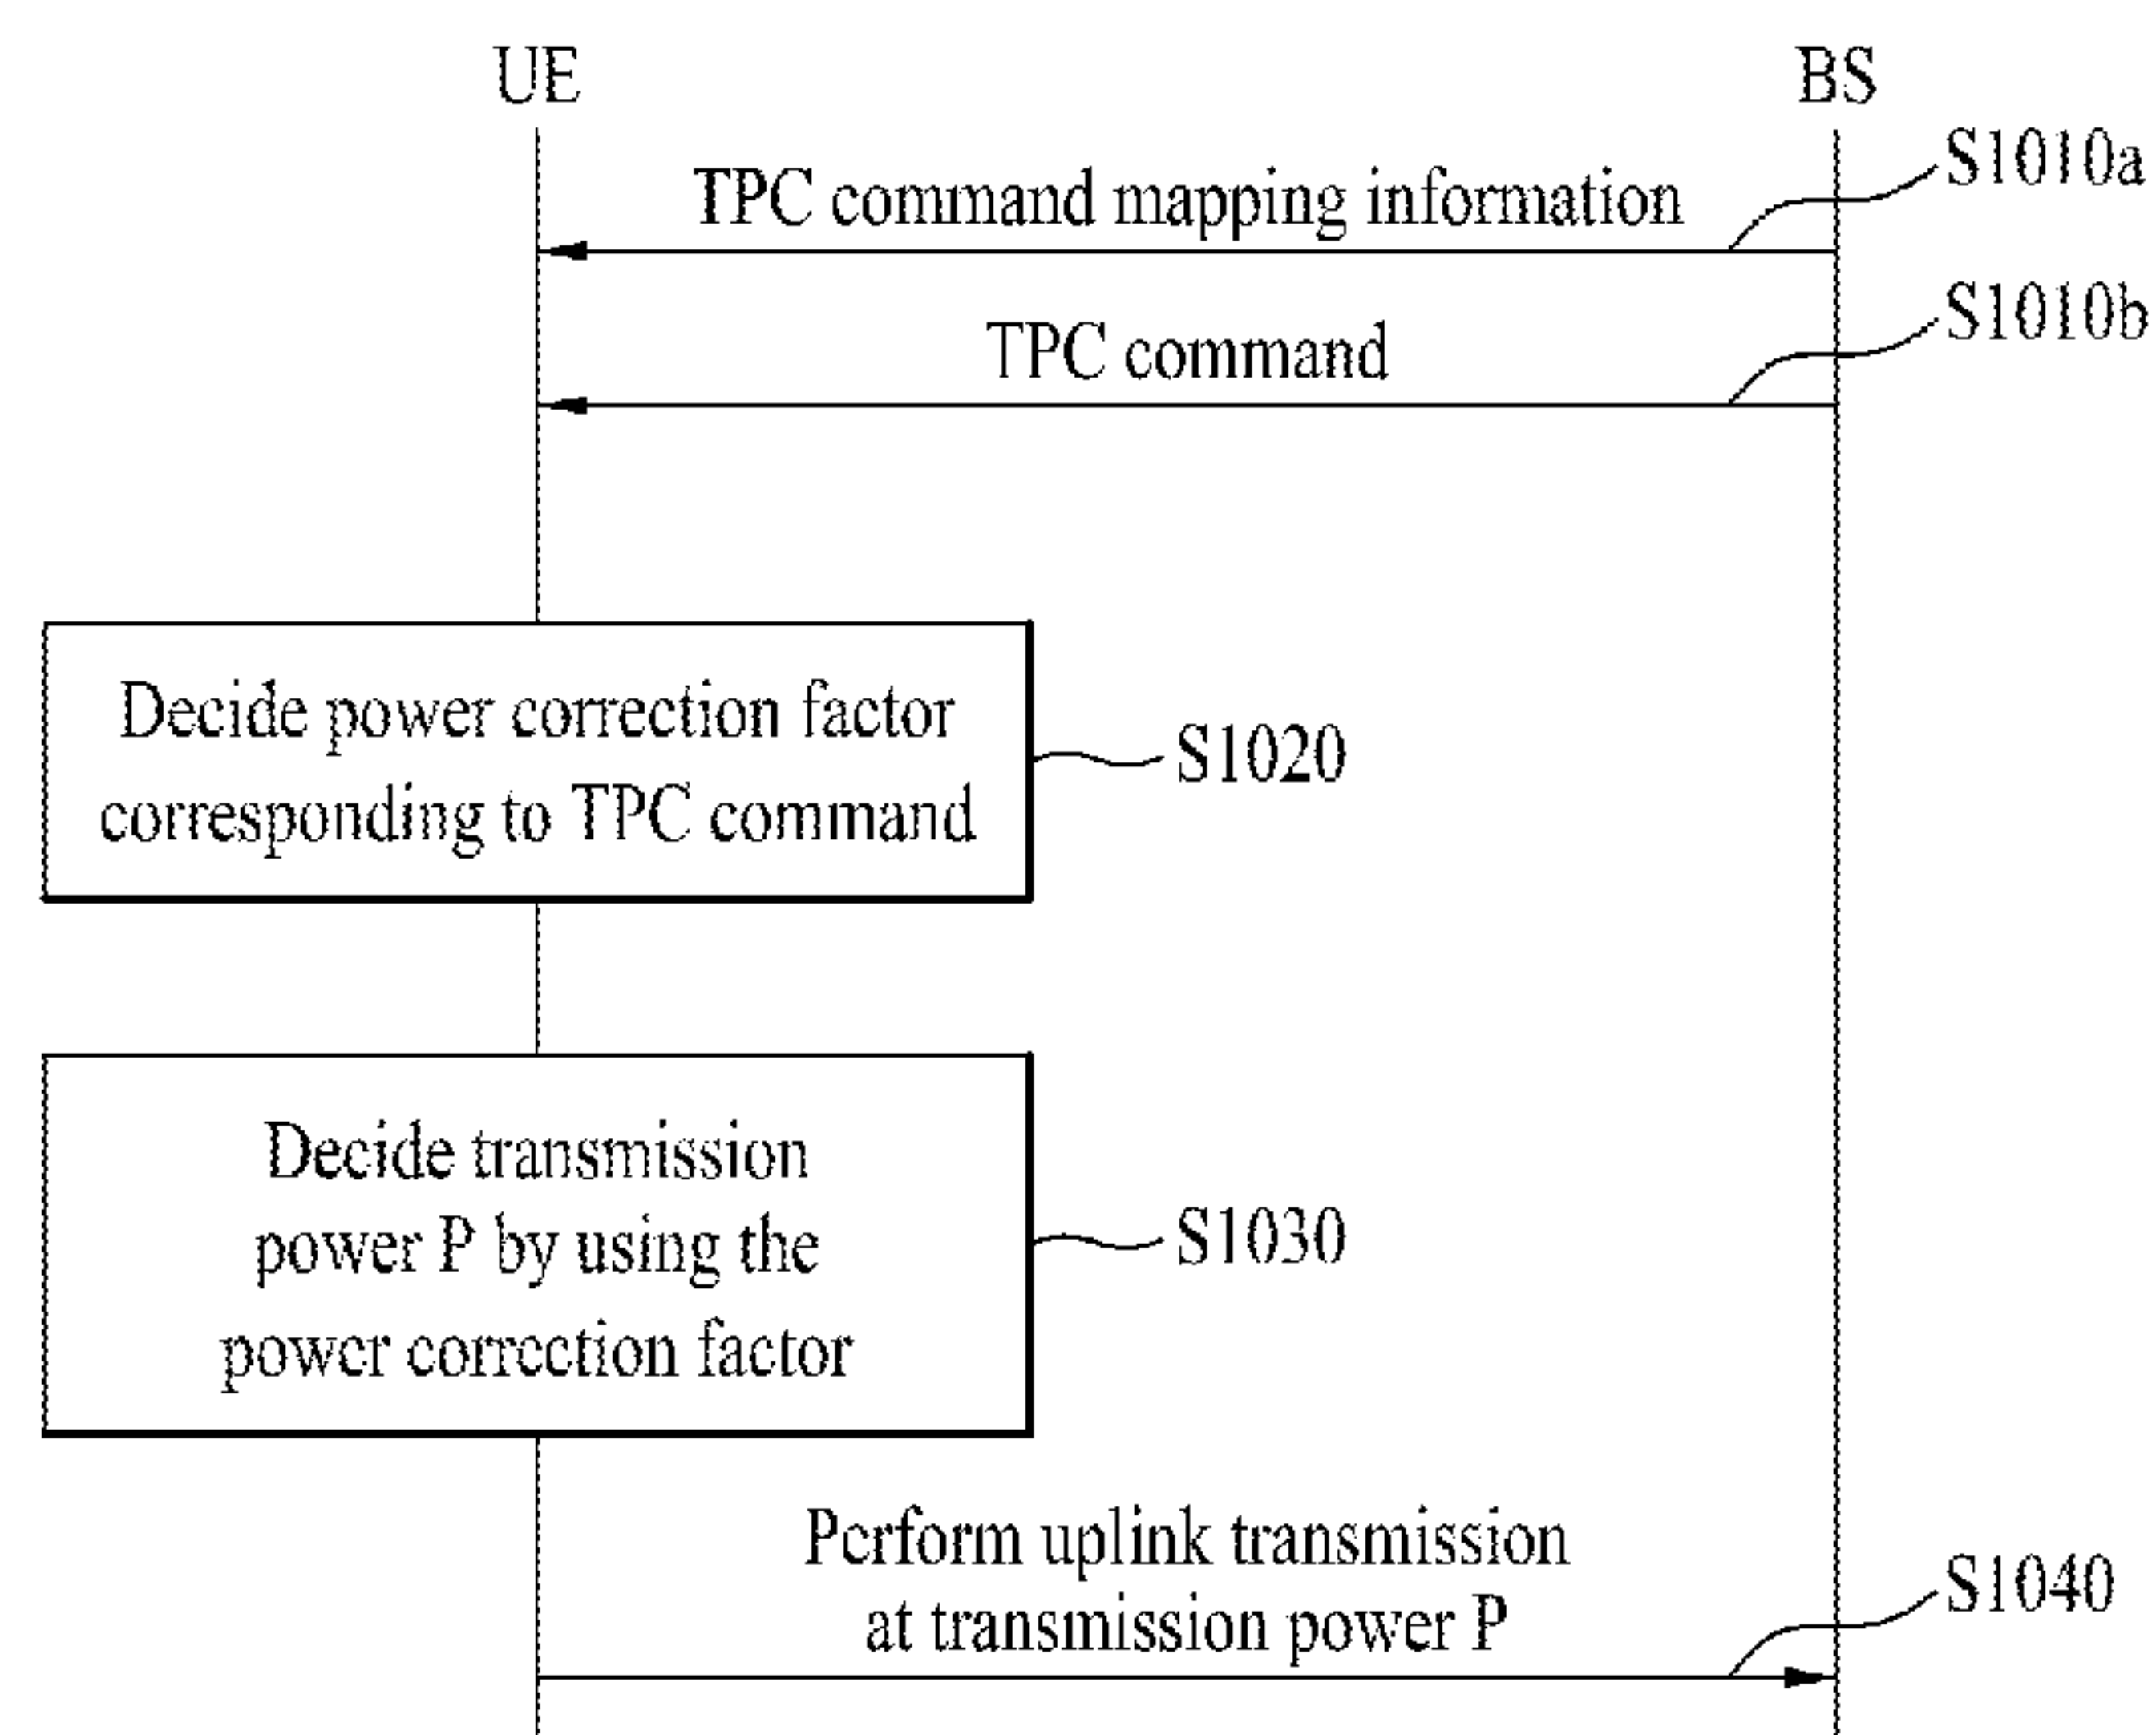 UE
BS
TPC command mapping information
S1010a
TPC command
S1010b
Decide power correction factor
corresponding to TPC command
S1020
Decide transmission
power P by using the
power correction factor
S1030
Perform uplink transmission
at transmission power P
S1040